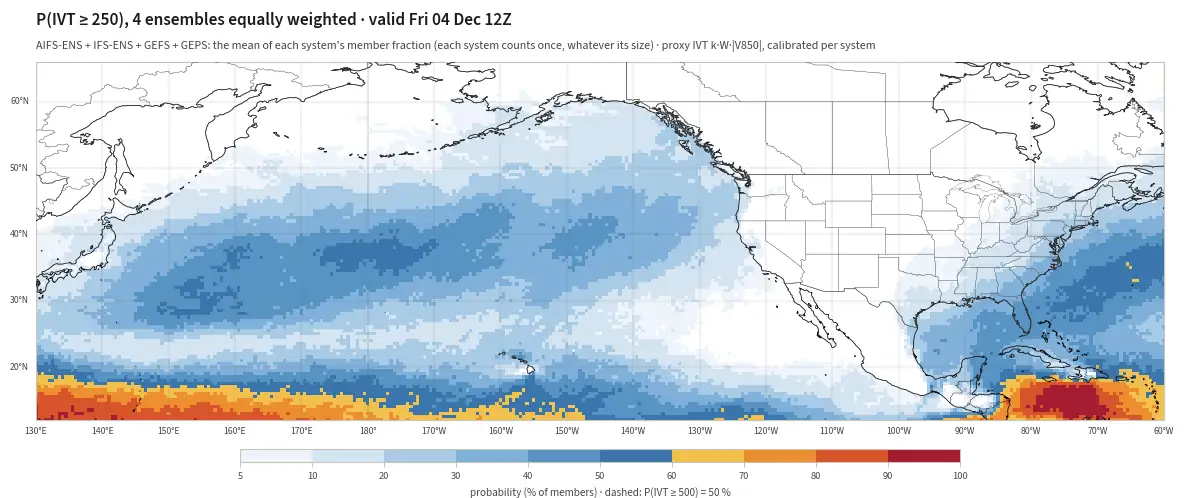 P(IVT ≥ 250), 4 ensembles equally weighted · valid Fri 04 Dec 12Z
AIFS-ENS + IFS-ENS + GEFS + GEPS: the mean of each system's member fraction (each system counts once, whatever its size) · proxy IVT k·W·|V850|, calibrated per system
60°N
50°N
40°N
30°N
20°N
130°E 140°E 150°E 160°E 170°E 180° 170°W 160°W 150°W 140°W 130°W 120°W 110°W 100°W 90°W 80°W 70°W 60°W
5 10 20 30 40 50 60 70 80 90 100
probability (% of members) · dashed: P(IVT ≥ 500) = 50 %